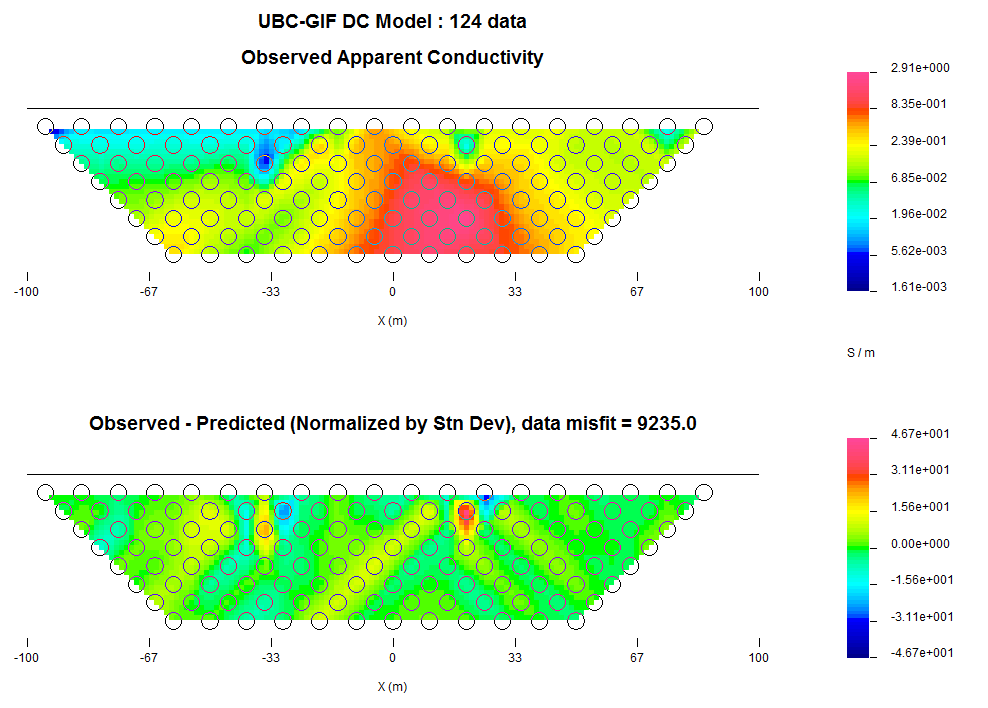 UBC-GIF DC Model : 124 data
Observed Apparent Conductivity
2.91e+000
8.35e-001
2.39e-001
6.85e-002
1.96e-002
5.62e-003
1.61e-003
-100 -67 -33 0 33 67 100
X (m)
S / m
Observed - Predicted (Normalized by Stn Dev), data misfit = 9235.0
4.67e+001
3.11e+001
1.56e+001
0.00e+000
-1.56e+001
-3.11e+001
-4.67e+001
-100 -67 -33 0 33 67 100
X (m)